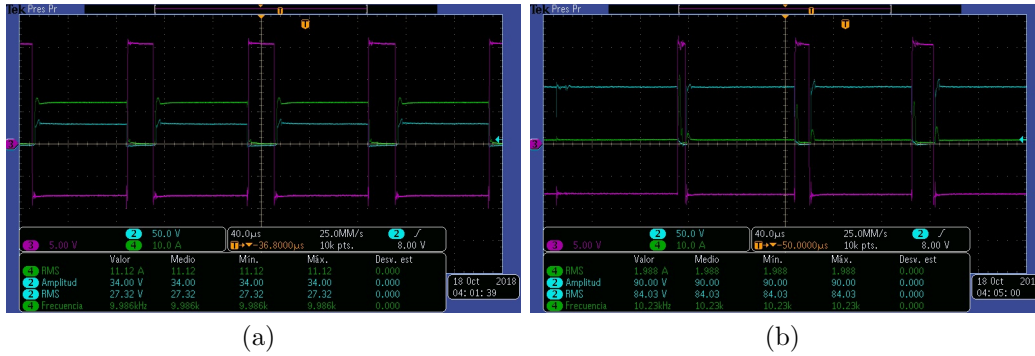 Tek Pres Pr
T
T
3
2 50.0 V
3 5.00 V 4 10.0 A
40.0µs 25.0MM/s 2 ∫
T→▼-36.8000µs 10k pts. 8.00 V
Valor Medio Mín. Máx. Desv. est
4 RMS 11.12 A 11.12 11.12 11.12 0.000
2 Amplitud 34.00 V 34.00 34.00 34.00 0.000
2 RMS 27.32 V 27.32 27.32 27.32 0.000
4 Frecuencia 9.986kHz 9.986k 9.986k 9.986k 0.000
18 Oct 2018
04:01:39
(a)
Tek Pres Pr
T
T
3
2 50.0 V
3 5.00 V 4 10.0 A
40.0µs 25.0MM/s 2 ∫
T→▼-50.0000µs 10k pts. 8.00 V
Valor Medio Mín. Máx. Desv. est
4 RMS 1.988 A 1.988 1.988 1.988 0.000
2 Amplitud 90.00 V 90.00 90.00 90.00 0.000
2 RMS 84.03 V 84.03 84.03 84.03 0.000
4 Frecuencia 10.23kHz 10.23k 10.23k 10.23k 0.000
18 Oct 201
04:05:00
(b)